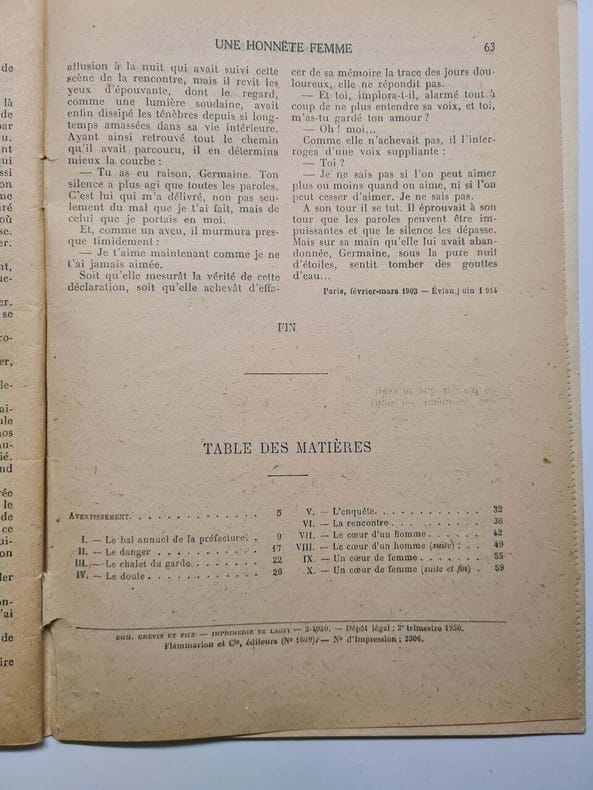 UNE HONNÊTE FEMME 63
allusion à la nuit qui avait suivi cette
scène de la rencontre, mais il revit les
yeux d'épouvante, dont le regard,
comme une lumière soudaine, avait
enfin dissipé les ténèbres depuis si long-
temps amassées dans sa vie intérieure.
Ayant ainsi retrouvé tout le chemin
qu'il avait parcouru, il en détermina
mieux la courbe :
— Tu as eu raison, Germaine. Ton
silence a plus agi que toutes les paroles.
C'est lui qui m'a délivré, non pas seu-
lement du mal que je t'ai fait, mais de
celui que je portais en moi.
Et, comme un aveu, il murmura pres-
que timidement :
— Je t'aime maintenant comme je ne
t'ai jamais aimée.
Soit qu'elle mesurât la vérité de cette
déclaration, soit qu'elle achevât d'effa-
cer de sa mémoire la trace des jours dou-
loureux, elle ne répondit pas.
— Et toi, implora-t-il, alarmé tout à
coup de ne plus entendre sa voix, et toi,
m'as-tu gardé ton amour ?
— Oh ! moi...
Comme elle n'achevait pas, il l'inter-
rogea d'une voix suppliante :
— Toi ?
— Je ne sais pas si l'on peut aimer
plus ou moins quand on aime, ni si l'on
peut cesser d'aimer. Je ne sais pas.
A son tour il se tut. Il éprouvait à son
tour que les paroles peuvent être im-
puissantes et que le silence les dépasse.
Mais sur sa main qu'elle lui avait aban-
donnée, Germaine, sous la pure nuit
d'étoiles, sentit tomber des gouttes
d'eau...
Paris, février-mars 1903 — Évian, juin 1914
FIN
TABLE DES MATIÈRES
AVERTISSEMENT. 5
I. — Le bal annuel de la préfecture. 9
II. — Le danger 17
III. — Le chalet du garde. 22
IV. — Le doute. 26
V. — L'enquête. 32
VI. — La rencontre. 36
VII. — Le cœur d'un homme. 42
VIII. — Le cœur d'un homme (suite) : 49
IX. — Un cœur de femme. 55
X. — Un cœur de femme (suite et fin) . 59
EMM. GREVIN ET FILS — IMPRIMERIE DE LAGNY — 2-1930. — Dépôt légal : 2e trimestre 1930.
Flammarion et Cie, éditeurs (No 1609) — No d'impression : 2306.